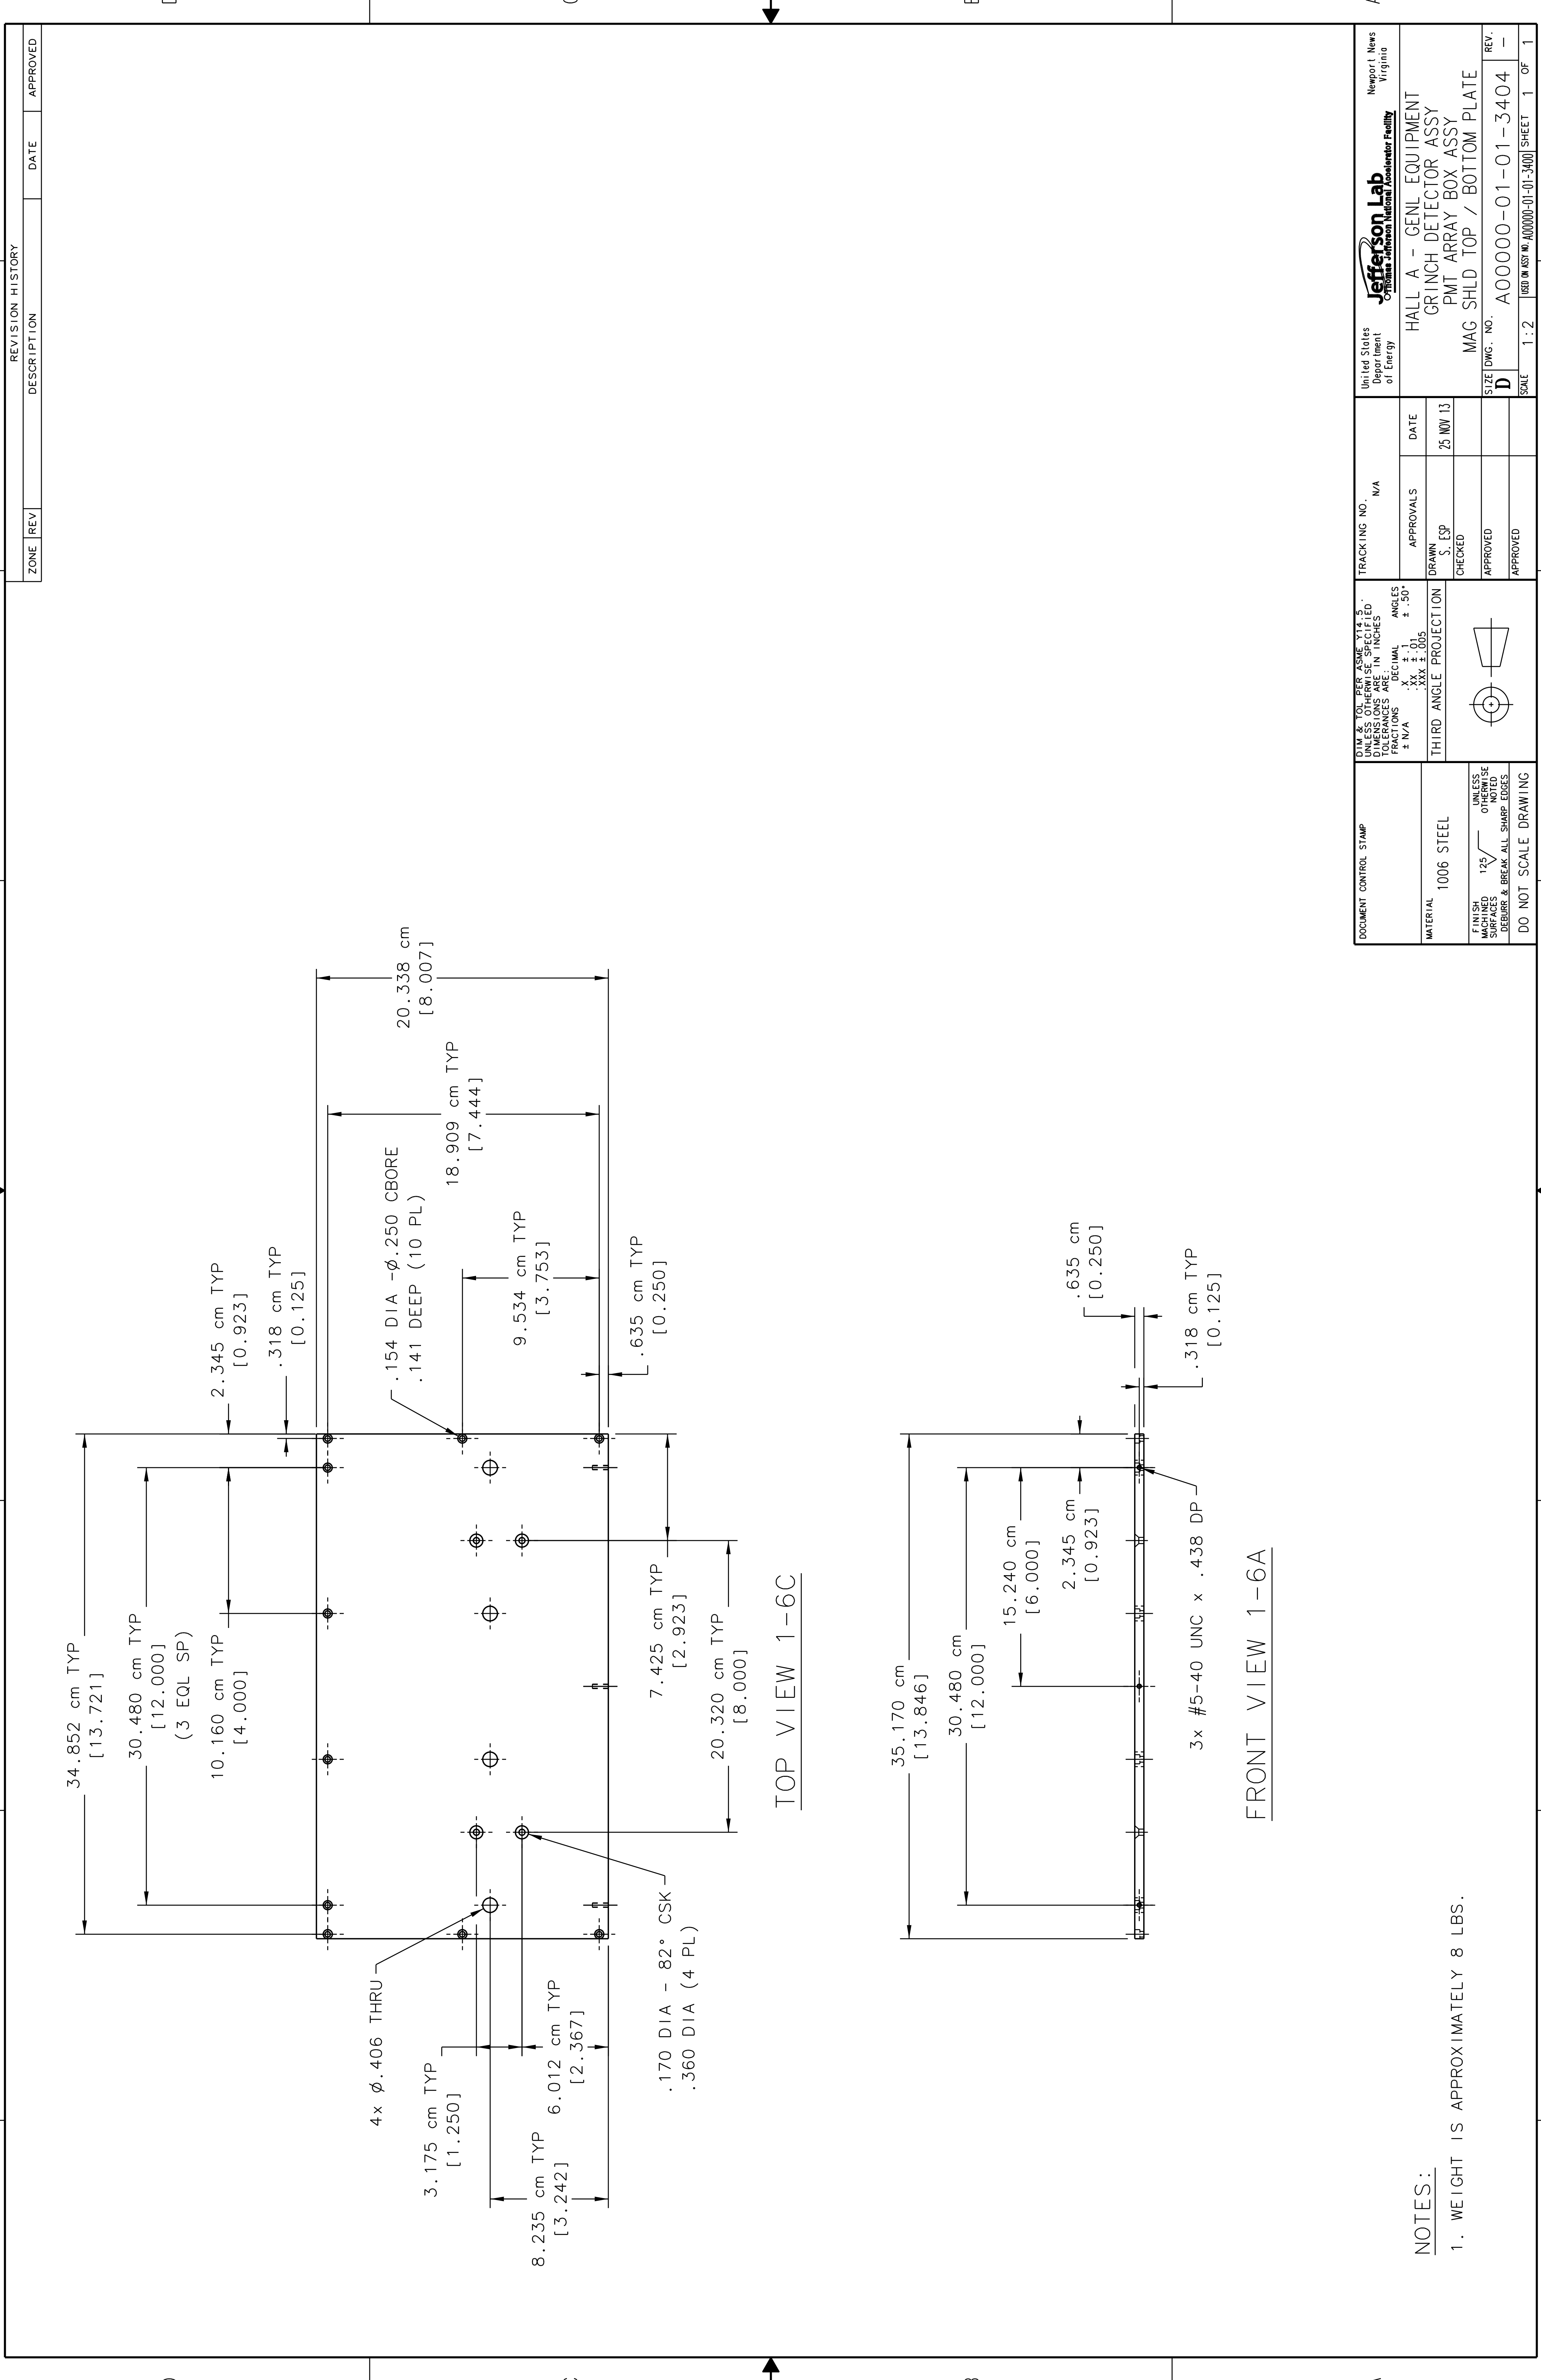 REVISION HISTORY
ZONE REV DESCRIPTION DATE APPROVED
34.852 cm TYP
[13.721]
30.480 cm TYP
[12.000]
(3 EQL SP)
10.160 cm TYP
[4.000]
2.345 cm TYP
[0.923]
.318 cm TYP
[0.125]
20.338 cm
[8.007]
18.909 cm TYP
[7.444]
.154 DIA -Ø.250 CBORE
.141 DEEP (10 PL)
9.534 cm TYP
[3.753]
.635 cm TYP
[0.250]
4x Ø.406 THRU
3.175 cm TYP
[1.250]
6.012 cm TYP
[2.367]
8.235 cm TYP
[3.242]
.170 DIA - 82° CSK
.360 DIA (4 PL)
7.425 cm TYP
[2.923]
20.320 cm TYP
[8.000]
TOP VIEW 1-6C
35.170 cm
[13.846]
30.480 cm
[12.000]
15.240 cm
[6.000]
2.345 cm
[0.923]
.635 cm
[0.250]
.318 cm TYP
[0.125]
3x #5-40 UNC x .438 DP
FRONT VIEW 1-6A
NOTES:
1. WEIGHT IS APPROXIMATELY 8 LBS.
DOCUMENT CONTROL STAMP
MATERIAL
1006 STEEL
FINISH
MACHINED
SURFACES
125
UNLESS
OTHERWISE
NOTED
DEBURR & BREAK ALL SHARP EDGES
DO NOT SCALE DRAWING
DIM & TOL PER ASME Y14.5
UNLESS OTHERWISE SPECIFIED
DIMENSIONS ARE IN INCHES
TOLERANCES ARE:
FRACTIONS DECIMAL ANGLES
± N/A .X ± .1 ± .50°
.XX ± .01
.XXX ± .005
THIRD ANGLE PROJECTION
TRACKING NO.
N/A
APPROVALS DATE
DRAWN
S. ESP 25 NOV 13
CHECKED
APPROVED
APPROVED
United States
Department
of Energy
Jefferson Lab
Thomas Jefferson National Accelerator Facility
Newport News
Virginia
HALL A - GENL EQUIPMENT
GRINCH DETECTOR ASSY
PMT ARRAY BOX ASSY
MAG SHLD TOP / BOTTOM PLATE
SIZE DWG. NO. REV.
D A00000-01-01-3404 -
SCALE 1:2 USED ON ASSY NO. A00000-01-01-3400 SHEET 1 OF 1